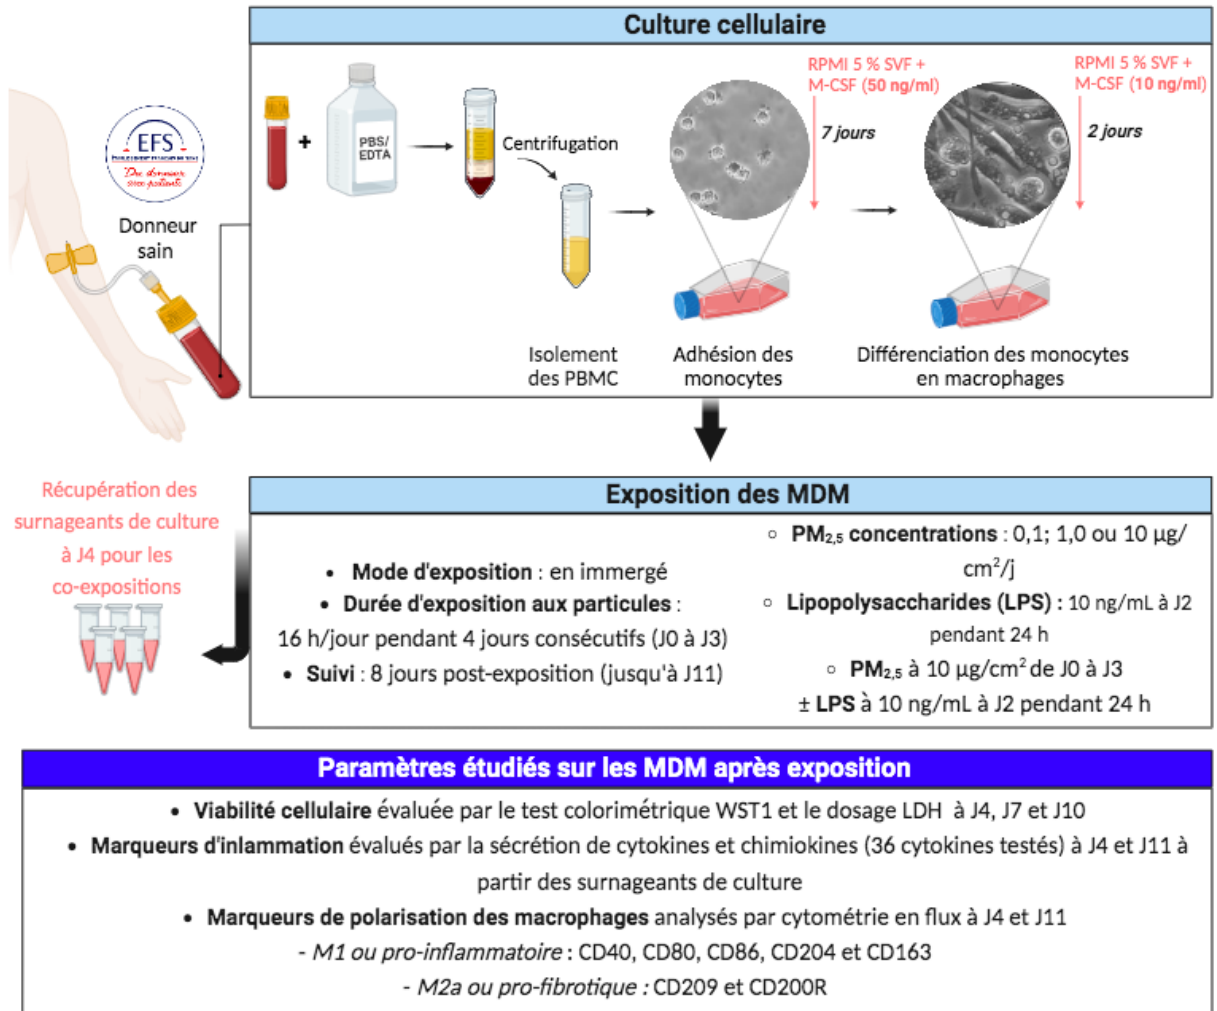 Culture cellulaire
RPMI 5 % SVF +
M-CSF (50 ng/ml)
7 jours
RPMI 5 % SVF +
M-CSF (10 ng/ml)
2 jours
EFS
Donneur
sain
+
PBS/
EDTA
Centrifugation
Isolement
des PBMC
Adhésion des
monocytes
Différenciation des monocytes
en macrophages
Récupération des
surnageants de culture
à J4 pour les
co-expositions
Exposition des MDM
• Mode d'exposition : en immergé
• Durée d'exposition aux particules :
16 h/jour pendant 4 jours consécutifs (J0 à J3)
• Suivi : 8 jours post-exposition (jusqu'à J11)
○ PM2,5 concentrations : 0,1; 1,0 ou 10 µg/
cm²/j
○ Lipopolysaccharides (LPS) : 10 ng/mL à J2
pendant 24 h
○ PM2,5 à 10 µg/cm² de J0 à J3
± LPS à 10 ng/mL à J2 pendant 24 h
Paramètres étudiés sur les MDM après exposition
• Viabilité cellulaire évaluée par le test colorimétrique WST1 et le dosage LDH à J4, J7 et J10
• Marqueurs d'inlammation évalués par la sécrétion de cytokines et chimiokines (36 cytokines testés) à J4 et J11 à
partir des surnageants de culture
• Marqueurs de polarisation des macrophages analysés par cytométrie en flux à J4 et J11
- M1 ou pro-inflammatoire : CD40, CD80, CD86, CD204 et CD163
- M2a ou pro-fibrotique : CD209 et CD200R